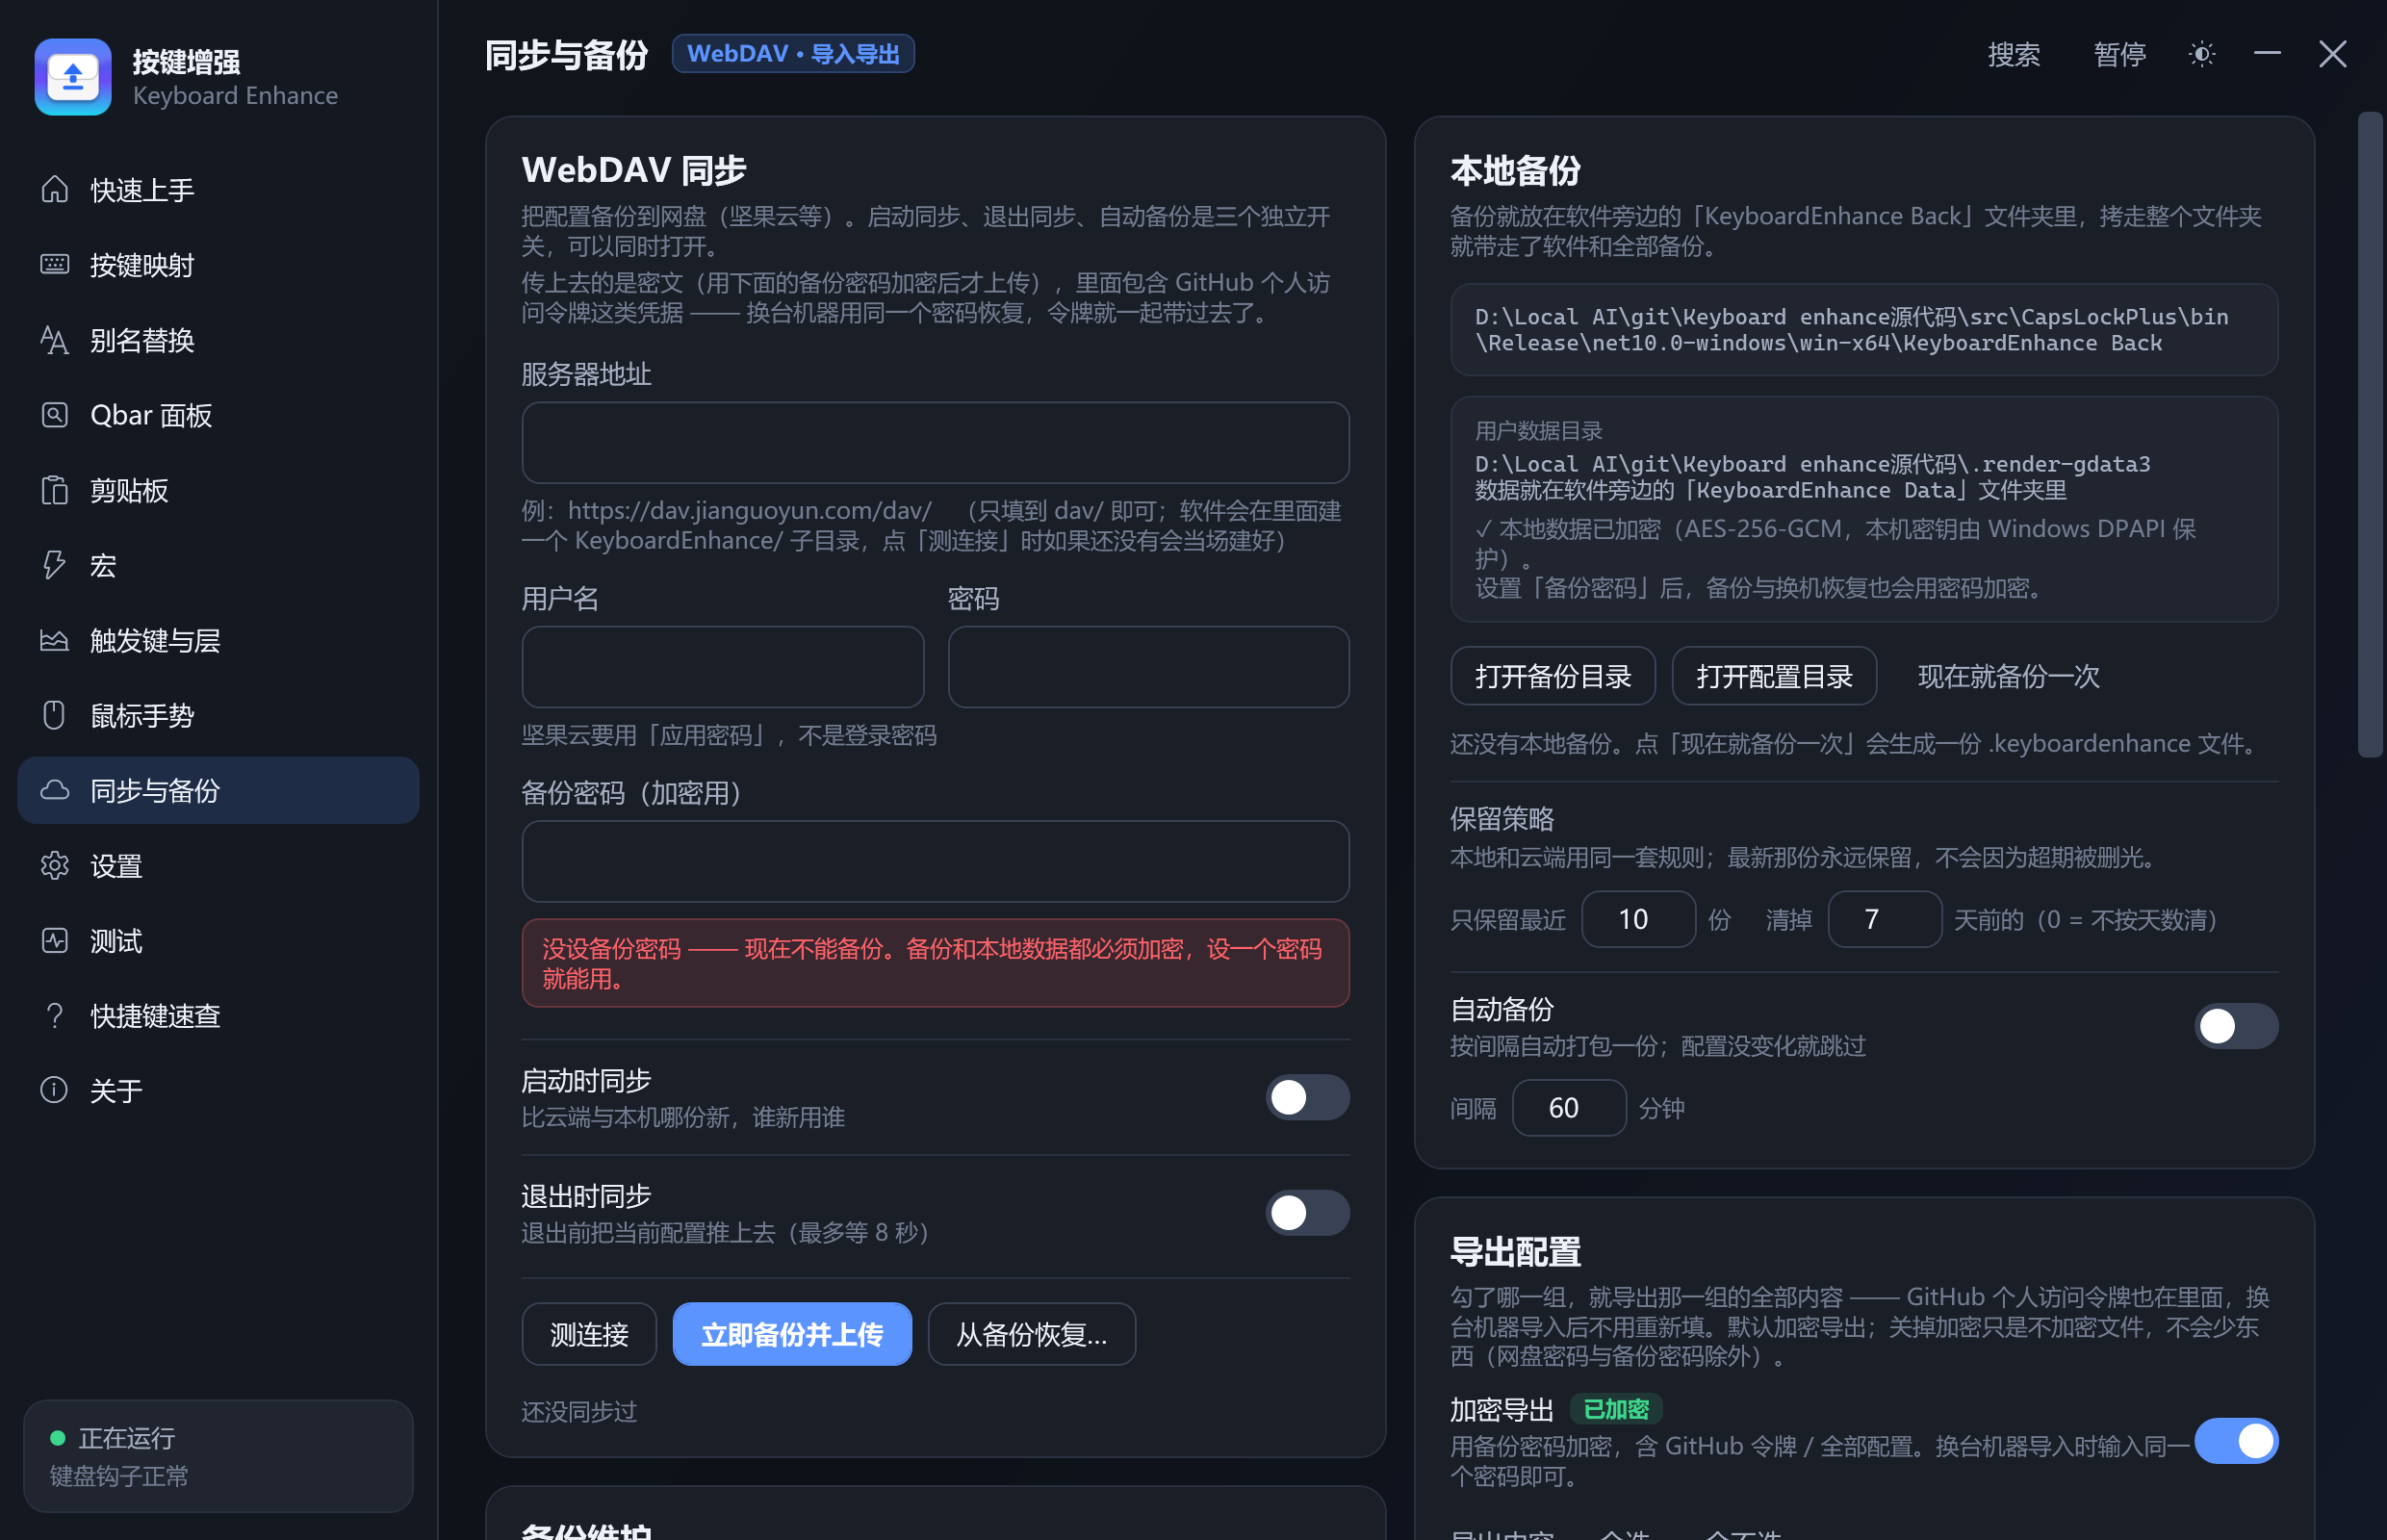 按键增强
Keyboard Enhance
快速上手
按键映射
别名替换
Qbar 面板
剪贴板
宏
触发键与层
鼠标手势
同步与备份
设置
测试
快捷键速查
关于
正在运行
键盘钩子正常
同步与备份
WebDAV • 导入导出
搜索
暂停
WebDAV 同步
把配置备份到网盘（坚果云等）。启动同步、退出同步、自动备份是三个独立开
关，可以同时打开。
传上去的是密文（用下面的备份密码加密后才上传），里面包含 GitHub 个人访
问令牌这类凭据 —— 换台机器用同一个密码恢复，令牌就一起带过去了。
服务器地址
例：https://dav.jianguoyun.com/dav/ （只填到 dav/ 即可；软件会在里面建
一个 KeyboardEnhance/ 子目录，点「测连接」时如果还没有会当场建好）
用户名
密码
坚果云要用「应用密码」，不是登录密码
备份密码（加密用）
没设备份密码 —— 现在不能备份。备份和本地数据都必须加密，设一个密码
就能用。
启动时同步
比云端与本机哪份新，谁新用谁
退出时同步
退出前把当前配置推上去（最多等 8 秒）
测连接
立即备份并上传
从备份恢复...
还没同步过
本地备份
备份就放在软件旁边的「KeyboardEnhance Back」文件夹里，拷走整个文件夹
就带走了软件和全部备份。
D:\Local AI\git\Keyboard enhance源代码\src\CapsLockPlus\bin
\Release\net10.0-windows\win-x64\KeyboardEnhance Back
用户数据目录
D:\Local AI\git\Keyboard enhance源代码\.render-gdata3
数据就在软件旁边的「KeyboardEnhance Data」文件夹里
✓ 本地数据已加密（AES-256-GCM，本机密钥由 Windows DPAPI 保
护）。
设置「备份密码」后，备份与换机恢复也会用密码加密。
打开备份目录
打开配置目录
现在就备份一次
还没有本地备份。点「现在就备份一次」会生成一份 .keyboardenhance 文件。
保留策略
本地和云端用同一套规则；最新那份永远保留，不会因为超期被删光。
只保留最近 10 份 清掉 7 天前的（0 = 不按天数清）
自动备份
按间隔自动打包一份；配置没变化就跳过
间隔 60 分钟
导出配置
勾了哪一组，就导出那一组的全部内容 —— GitHub 个人访问令牌也在里面，换
台机器导入后不用重新填。默认加密导出；关掉加密只是不加密文件，不会少东
西（网盘密码与备份密码除外）。
加密导出 已加密
用备份密码加密，含 GitHub 令牌 / 全部配置。换台机器导入时输入同一
个密码即可。
备份维护
导出内容 全选 全不选